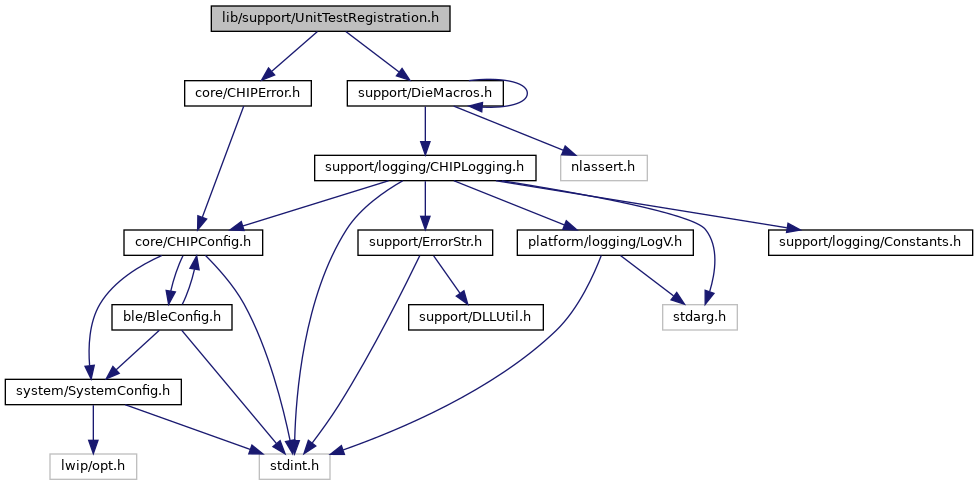 lib/support/UnitTestRegistration.h
core/CHIPError.h
support/DieMacros.h
support/logging/CHIPLogging.h
nlassert.h
core/CHIPConfig.h
support/ErrorStr.h
platform/logging/LogV.h
support/logging/Constants.h
ble/BleConfig.h
support/DLLUtil.h
stdarg.h
system/SystemConfig.h
lwip/opt.h
stdint.h